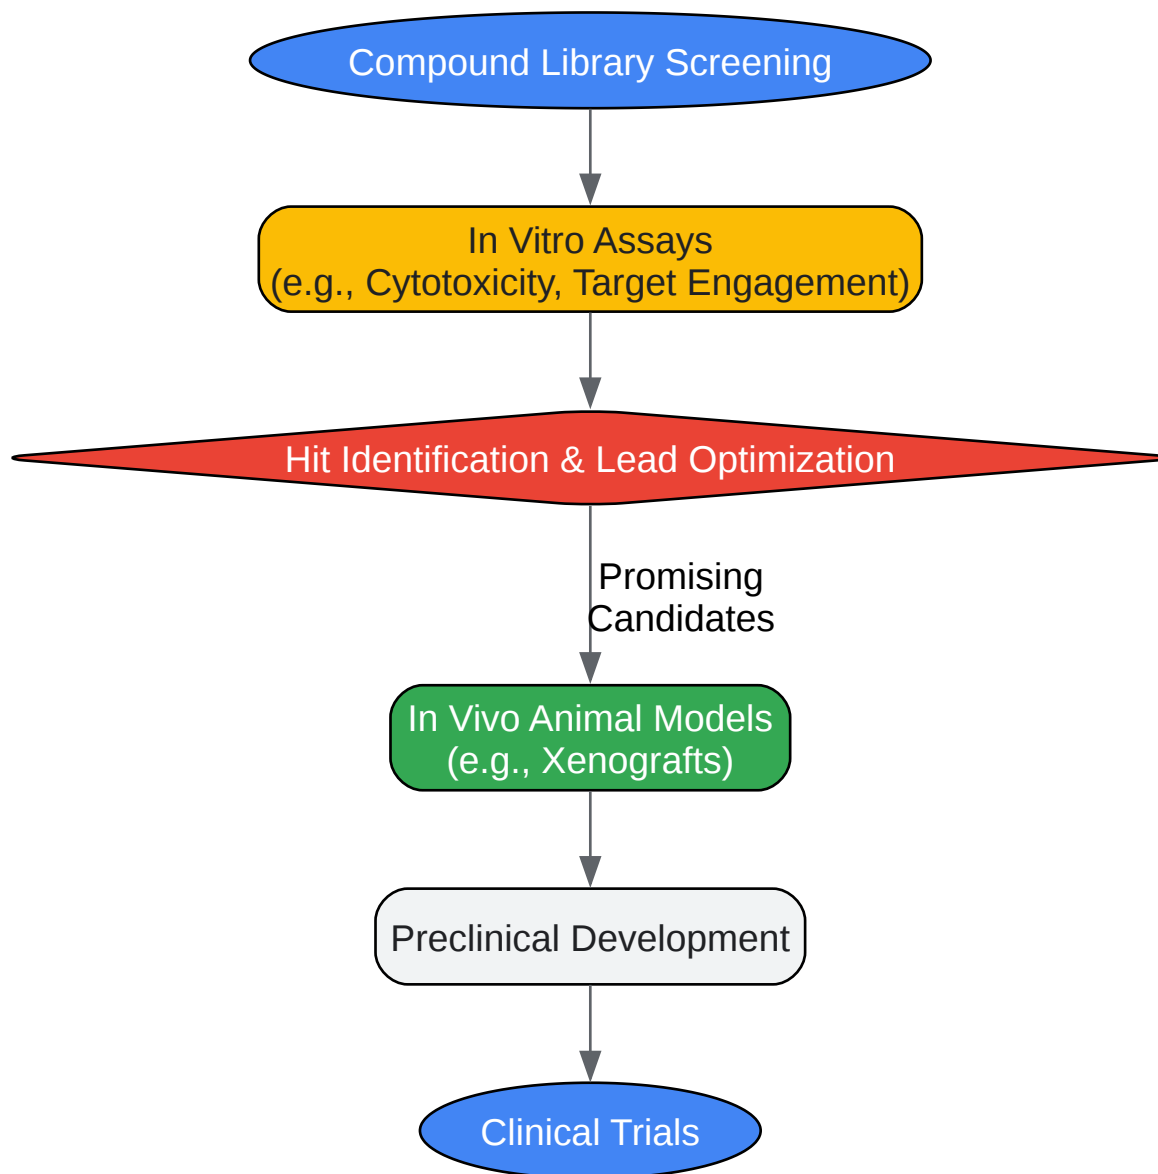 Compound Library Screening
In Vitro Assays
(e.g., Cytotoxicity, Target Engagement)
Hit Identification & Lead Optimization
Promising
Candidates
In Vivo Animal Models
(e.g., Xenografts)
Preclinical Development
Clinical Trials